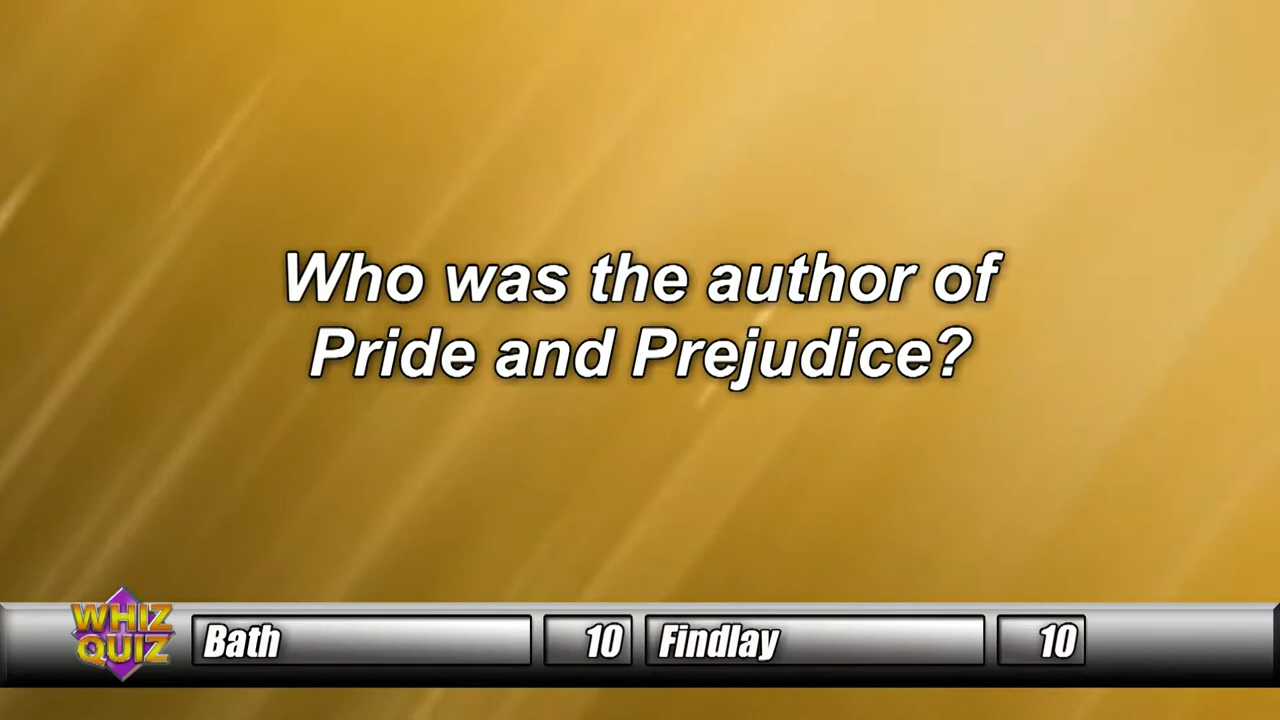 Who was the author of
Pride and Prejudice?
WHIZ
QUIZ
Bath 10 Findlay 10